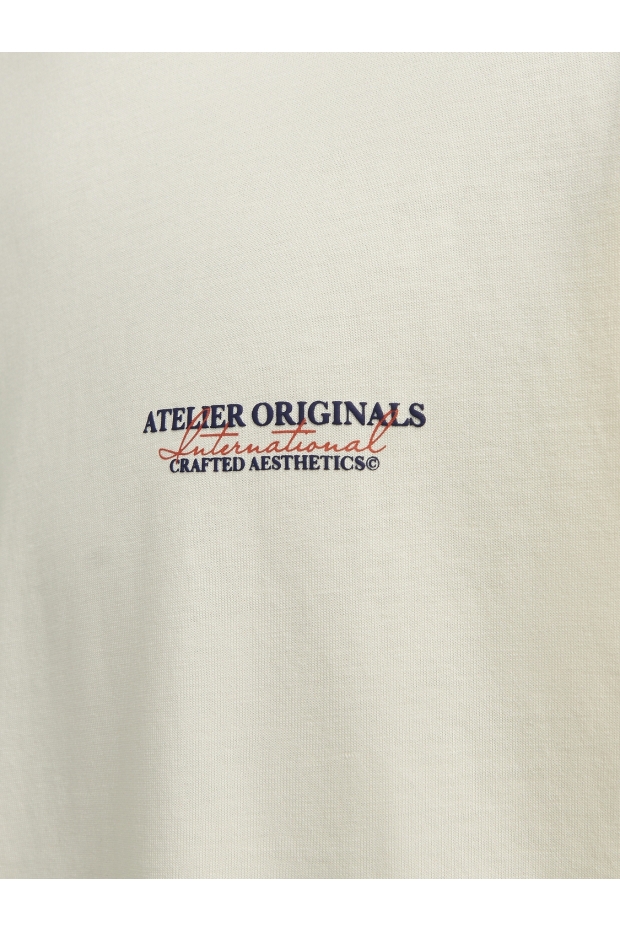 ATELIER ORIGINALS
International
CRAFTED AESTHETICS©